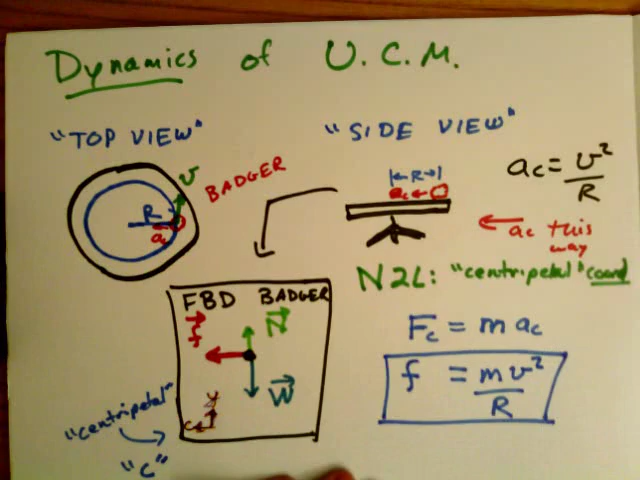 Dynamics of U.C.M.
"TOP VIEW"
"SIDE VIEW"
v
BADGER
R
a
|←R→|
ac
ac = v²/R
ac this
way
N2L: "centripetal" coord
FBD BADGER
f
N
W
y
c
"centripetal"
"c"
Fc = m ac
f = mv²/R